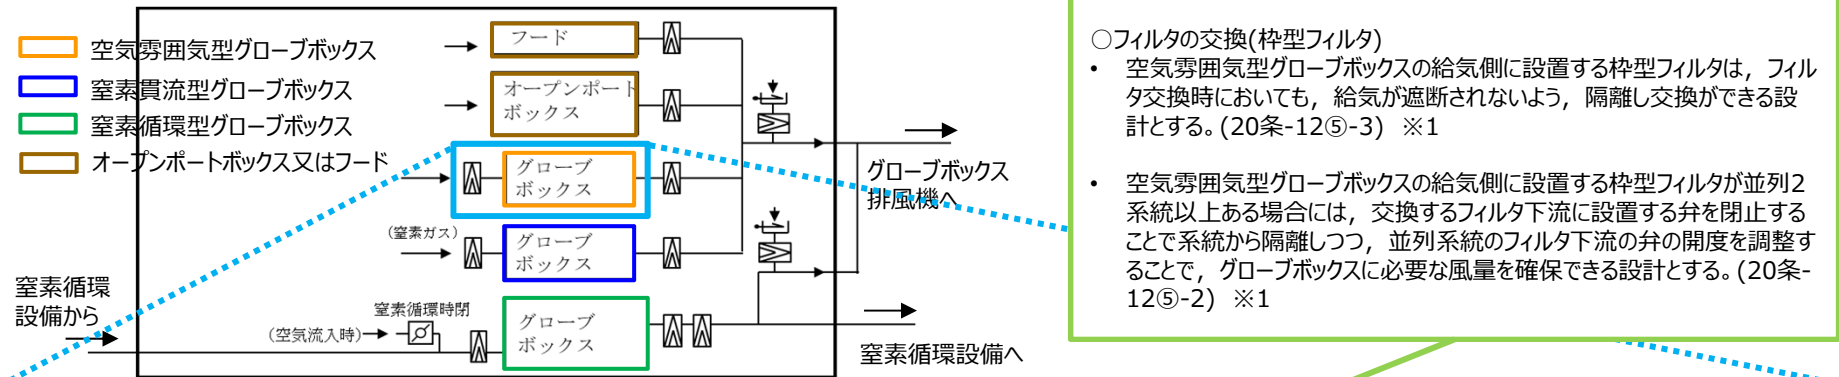 空気雰囲気型グローブボックス
窒素貫流型グローブボックス
窒素循環型グローブボックス
オープンポートボックス又はフード
フード
オープンポート
ボックス
グローブ
ボックス
(窒素ガス)
グローブ
ボックス
窒素循環
設備から
窒素循環時閉
(空気流入時)
グローブ
ボックス
グローブボックス
排風機へ
窒素循環設備へ
○フィルタの交換(枠型フィルタ)
• 空気雰囲気型グローブボックスの給気側に設置する枠型フィルタは，フィル
タ交換時においても，給気が遮断されないよう，隔離し交換ができる設
計とする。(20条-12⑤-3) ※1
• 空気雰囲気型グローブボックスの給気側に設置する枠型フィルタが並列2
系統以上ある場合には，交換するフィルタ下流に設置する弁を閉止する
ことで系統から隔離しつつ，並列系統のフィルタ下流の弁の開度を調整す
ることで，グローブボックスに必要な風量を確保できる設計とする。(20条-
12⑤-2) ※1